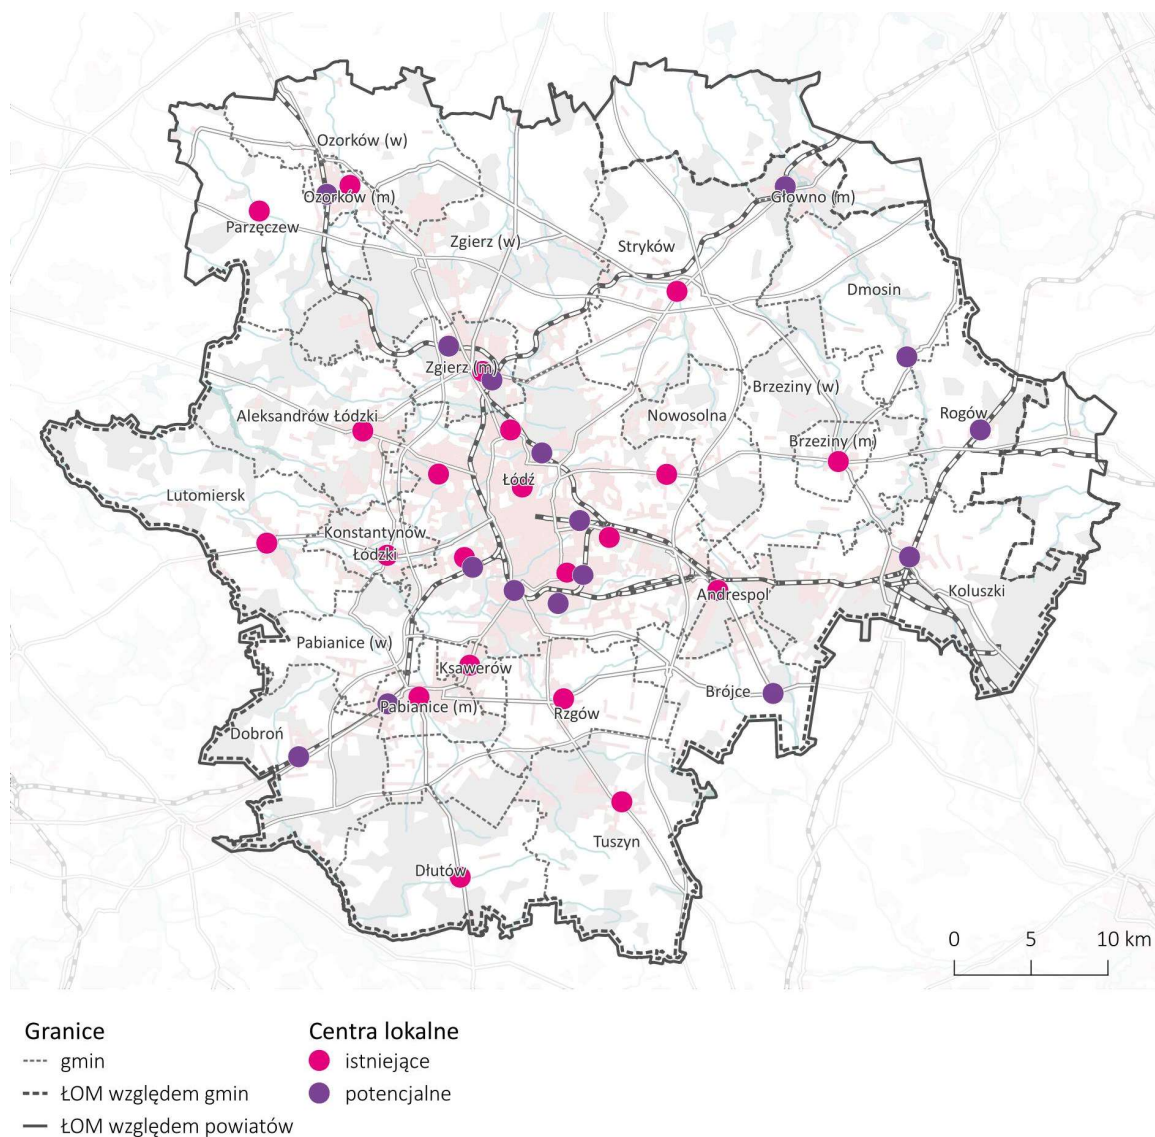 Ozorków (w)
Ozorków (m)
Głowno (m)
Parzęczew
Zgierz (w)
Stryków
Dmosin
Zgierz (m)
Brzeziny (w)
Aleksandrów Łódzki
Nowosolna
Rogów
Brzeziny (m)
Łódź
Lutomiersk
Konstantynów
Łódzki
Andrespol
Koluszki
Pabianice (w)
Ksawerów
Brójce
Pabianice (m)
Rzgów
Dobroń
Tuszyn
Dłutów
0 5 10 km
Granice
gmin
ŁOM względem gmin
ŁOM względem powiatów
Centra lokalne
istniejące
potencjalne